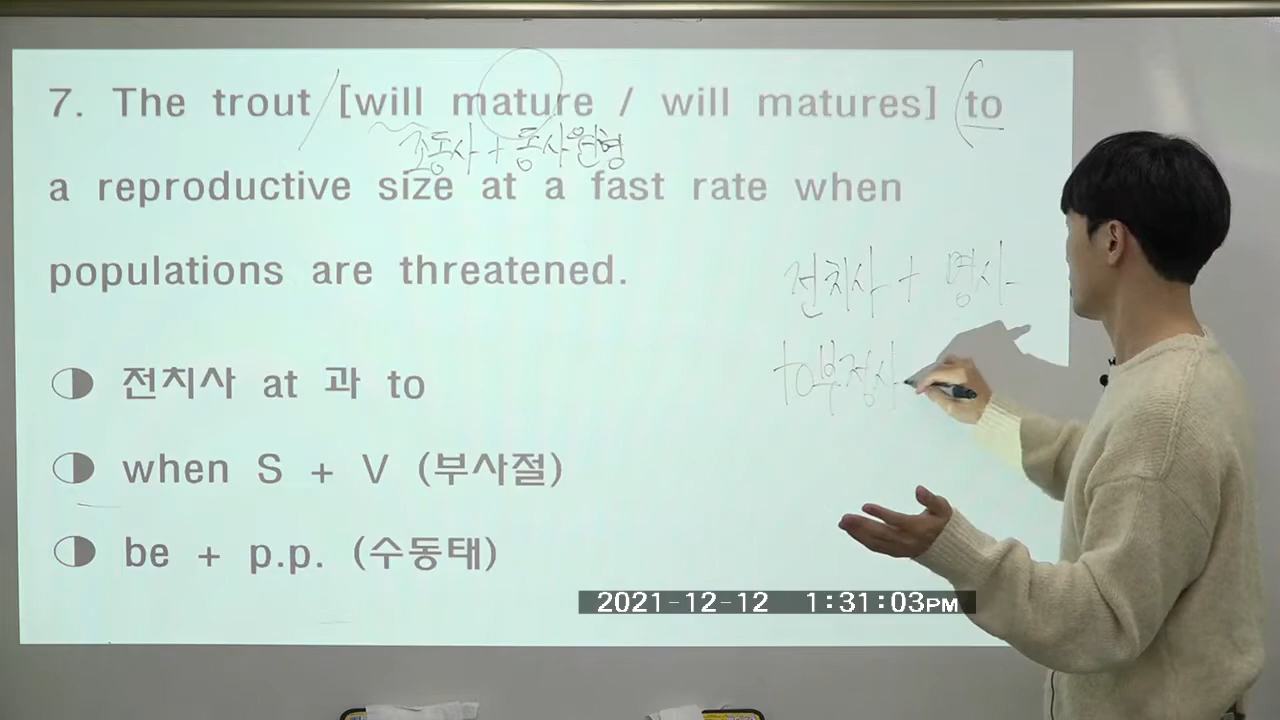 7. The trout / [will mature / will matures] (to
조동사 + 동사원형
a reproductive size at a fast rate when
populations are threatened.
전치사 + 명사
to부정사
◑ 전치사 at 과 to
◑ when S + V (부사절)
◑ be + p.p. (수동태)
2021-12-12 1:31:03PM